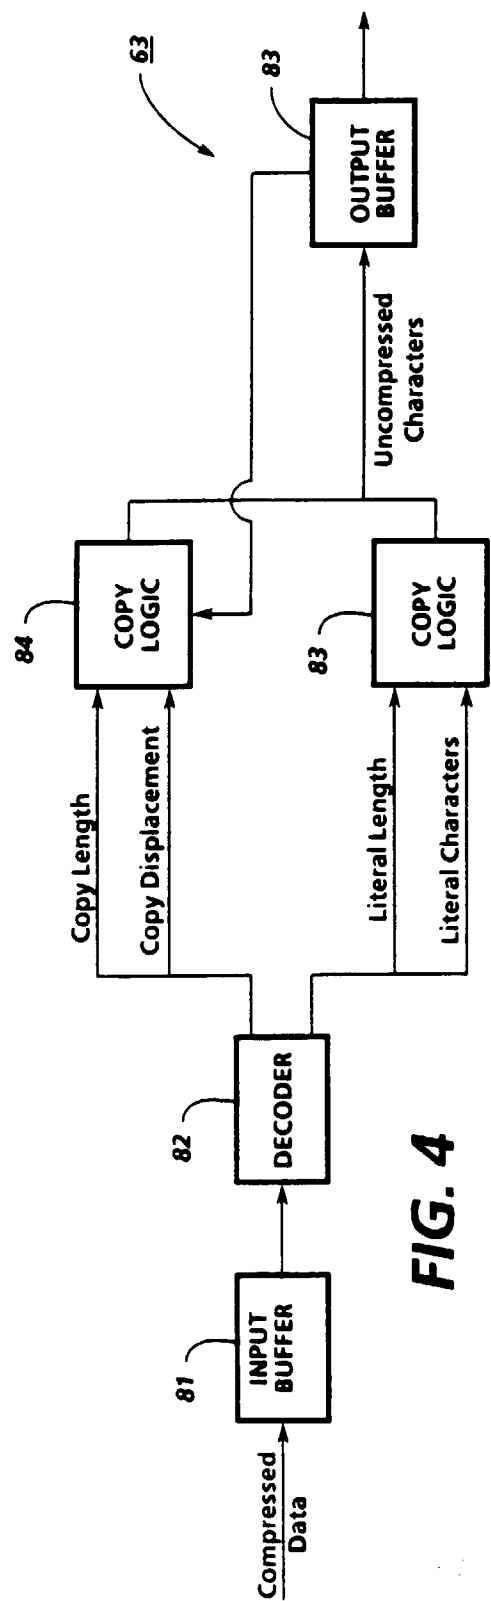 Compressed
Data
81
INPUT
BUFFER
82
DECODER
Copy Length
Copy Displacement
Literal Length
Literal Characters
84
COPY
LOGIC
83
COPY
LOGIC
Uncompressed
Characters
83
OUTPUT
BUFFER
63
FIG. 4